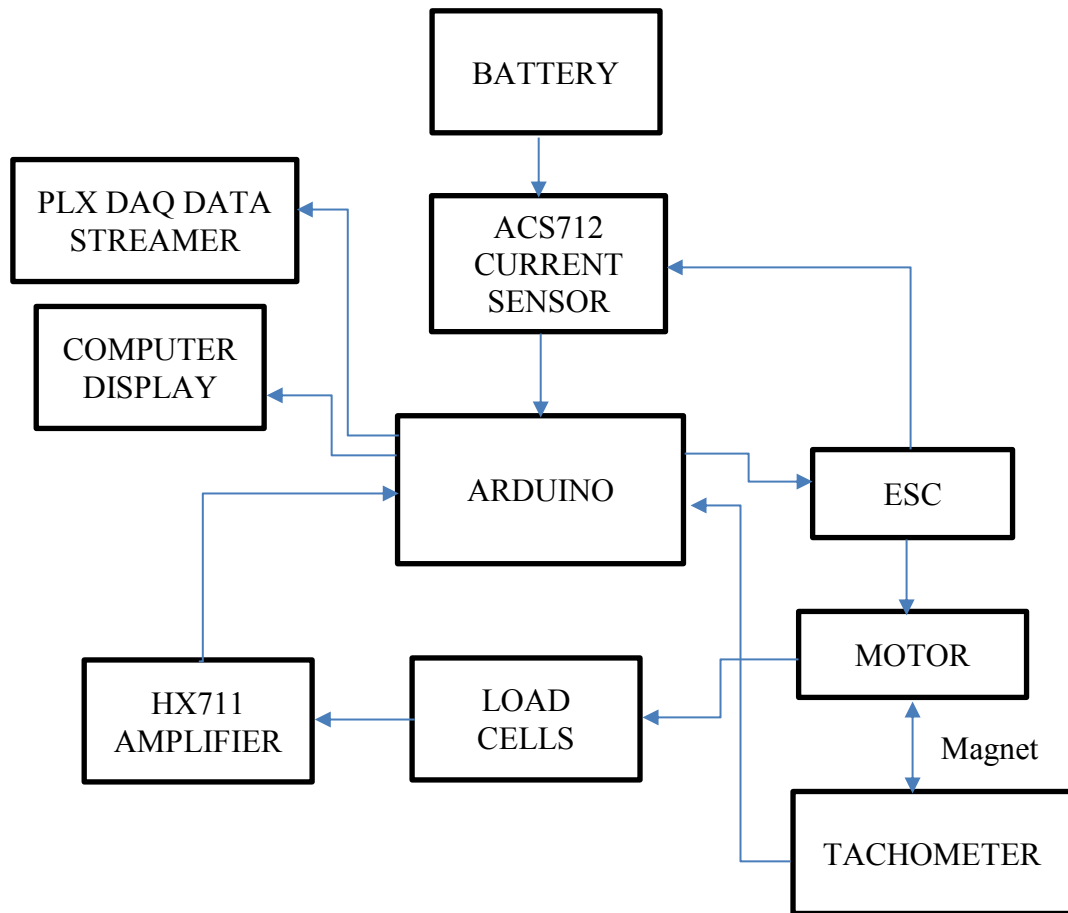 BATTERY
PLX DAQ DATA
STREAMER
ACS712
CURRENT
SENSOR
COMPUTER
DISPLAY
ARDUINO
ESC
MOTOR
HX711
AMPLIFIER
LOAD
CELLS
Magnet
TACHOMETER